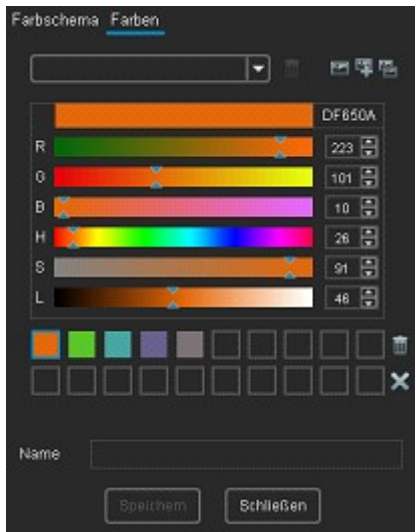 Farbschema Farben
DF650A
R 223
G 101
B 10
H 26
S 91
L 46
Name
Speichern Schließen